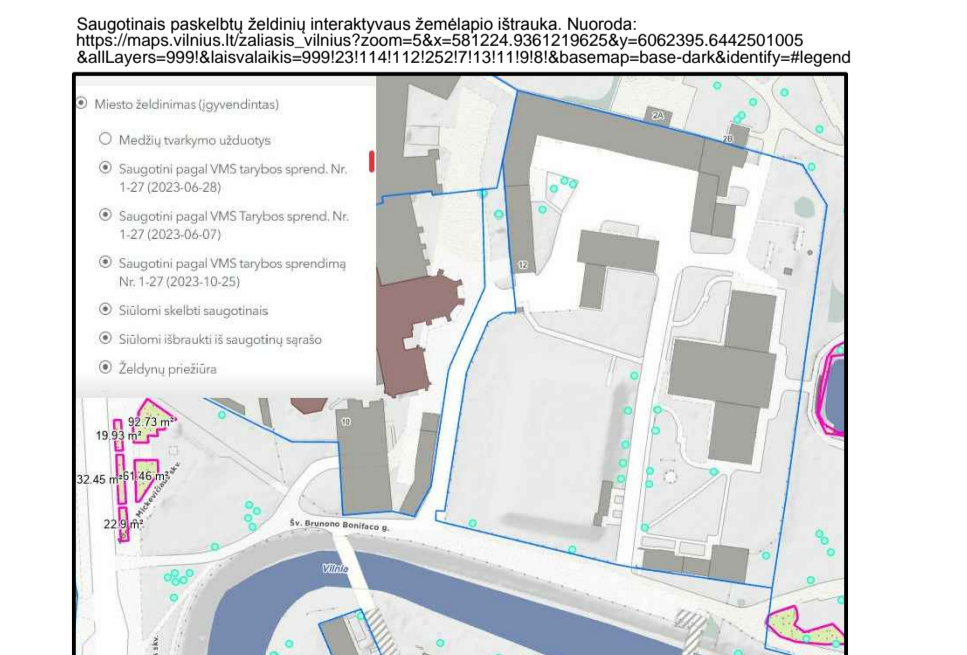 Saugotinais paskelbtų želdinių interaktyvaus žemėlapio ištrauka. Nuoroda:
https://maps.vilnius.lt/zaliasis_vilnius?zoom=5&x=581224.9361219625&y=6062395.6442501005
&allLayers=999!&laisvalaikis=999!23!114!112!252!7!13!11!9!8!&basemap=base-dark&identify=#legend
Miesto želdinimas (įgyvendintas)
Medžių tvarkymo užduotys
Saugotini pagal VMS tarybos sprend. Nr.
1-27 (2023-06-28)
Saugotini pagal VMS Tarybos sprend. Nr.
1-27 (2023-06-07)
Saugotini pagal VMS tarybos sprendimą
Nr. 1-27 (2023-10-25)
Siūlomi skelbti saugotinais
Siūlomi išbraukti iš saugotinų sąrašo
Želdynų priežiūra
2A
2B
12
10
92.73 m²
19.93 m²
32.45 m²
61.46 m²
22.9 m²
Mickevičiaus skv.
Šv. Brunono Bonifaco g.
Vilnia
skv.